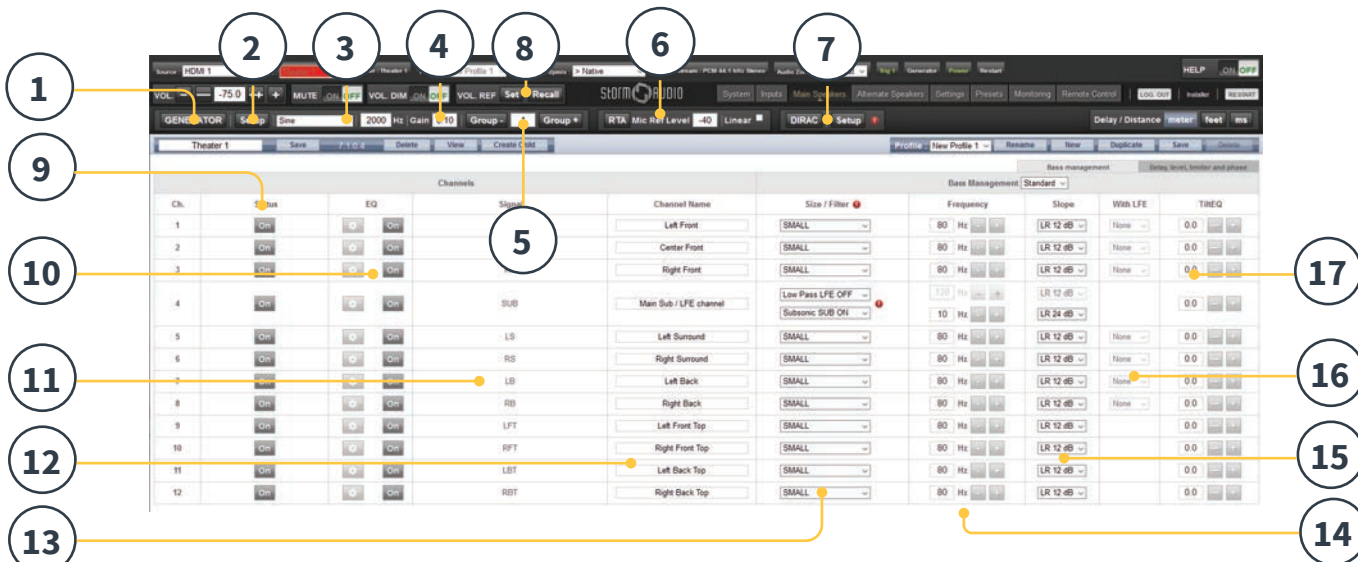 2 3 4 8 6 7
Source HDMI 1 Theater 1 Profile 1 > Native Stream : PCM 44.1 kHz Stereo Trig 1 Generator Power Restart HELP ON OFF
1
VOL. -75.0 + MUTE ON OFF VOL. DIM ON OFF VOL. REF Set Recall STORM AUDIO System Inputs Main Speakers Alternate Speakers Settings Presets Monitoring Remote Control LOG OUT Installer RESTART
GENERATOR Setup Sine 2000 Hz Gain Group - Group + RTA Mic Ref Level -40 Linear DIRAC Setup Delay / Distance meter feet ms
Theater 1 Save 7.1.0.4 Delete View Create Child Profile : New Profile 1 Rename New Duplicate Save Delete
9
Bass management Delay, level, limiter and phase
Channels Bass Management Standard
Ch. Status EQ Signal Channel Name Size / Filter Frequency Slope With LFE TiltEQ
1 On On Left Front SMALL 80 Hz LR 12 dB None 0.0
5
2 On On Center Front SMALL 80 Hz LR 12 dB None 0.0
10 17
3 On On Right Front SMALL 80 Hz LR 12 dB None 0.0
4 On On SUB Main Sub / LFE channel Low Pass LFE OFF 120 Hz LR 12 dB 0.0
Subsonic SUB ON 10 Hz LR 24 dB
5 On On LS Left Surround SMALL 80 Hz LR 12 dB None 0.0
6 On On RS Right Surround SMALL 80 Hz LR 12 dB None 0.0
11 16
On On LB Left Back SMALL 80 Hz LR 12 dB None 0.0
8 On On RB Right Back SMALL 80 Hz LR 12 dB None 0.0
9 On On LFT Left Front Top SMALL 80 Hz LR 12 dB 0.0
10 On On RFT Right Front Top SMALL 80 Hz LR 12 dB 0.0
12 15
11 On On LBT Left Back Top SMALL 80 Hz LR 12 dB 0.0
12 On On RBT Right Back Top SMALL 80 Hz LR 12 dB 0.0
13 14